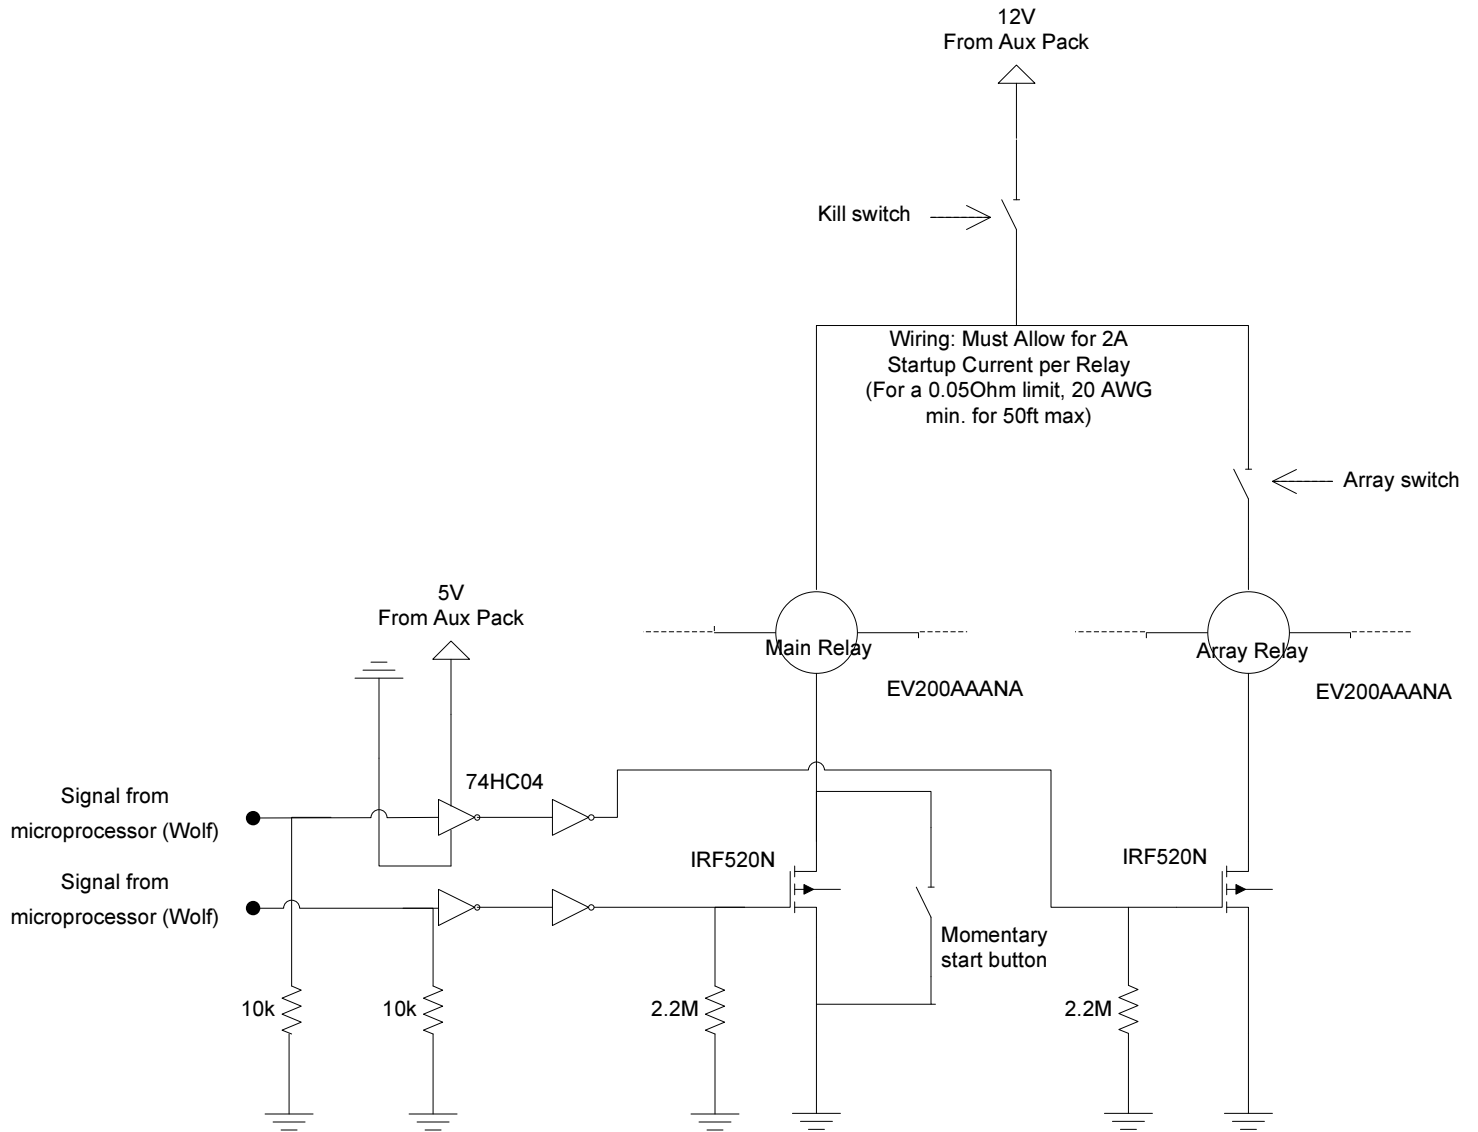 12V
From Aux Pack
Kill switch
Wiring: Must Allow for 2A
Startup Current per Relay
(For a 0.05Ohm limit, 20 AWG
min. for 50ft max)
Array switch
5V
From Aux Pack
Main Relay
Array Relay
EV200AAANA
EV200AAANA
74HC04
Signal from
microprocessor (Wolf)
IRF520N
IRF520N
Signal from
microprocessor (Wolf)
Momentary
start button
10k
10k
2.2M
2.2M